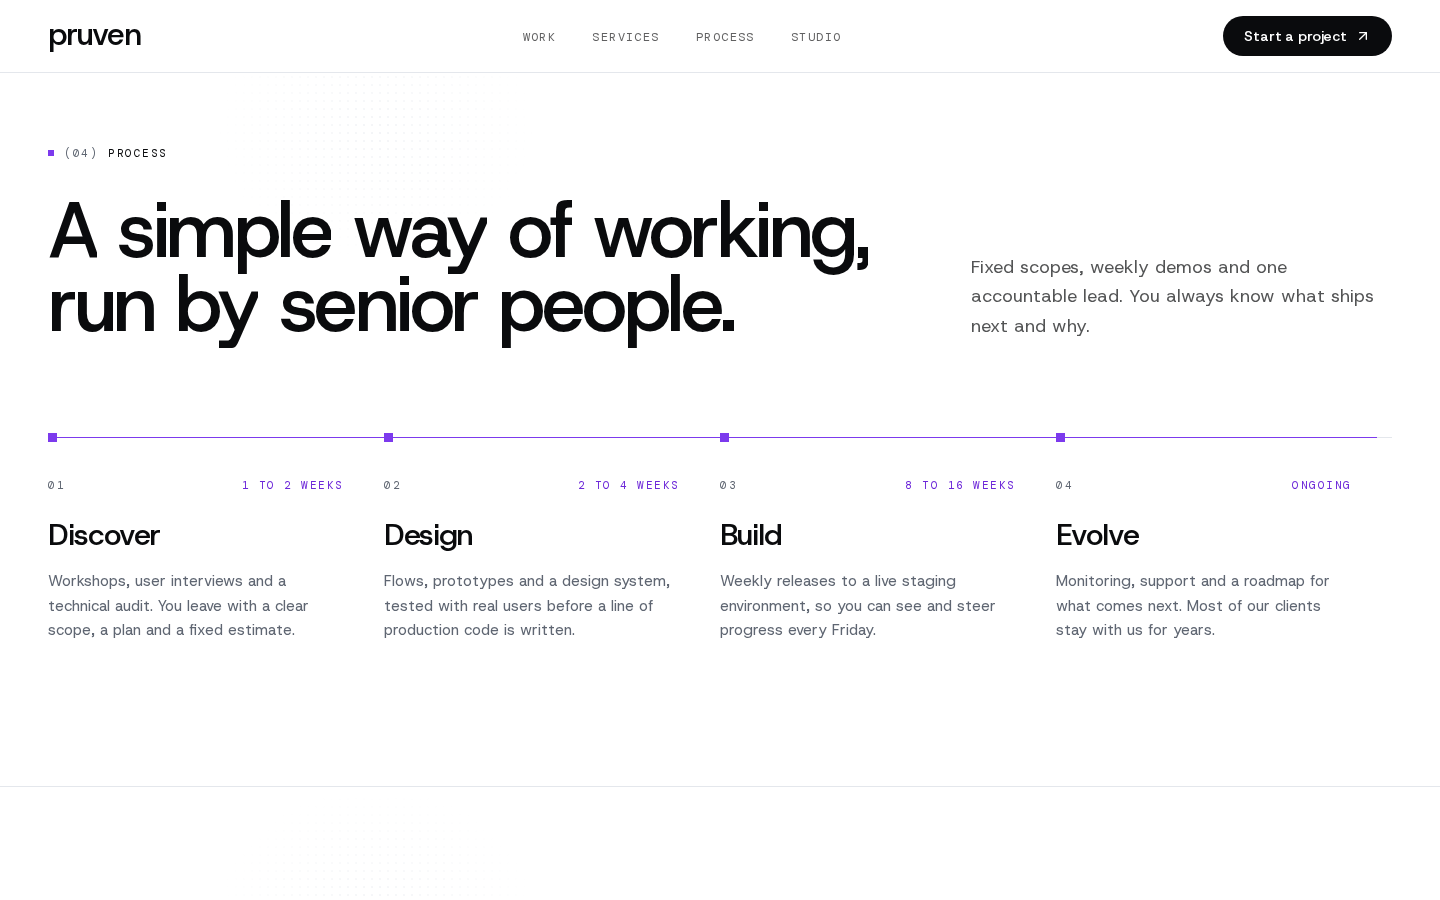 pruven
WORK
SERVICES
PROCESS
STUDIO
Start a project
(04) PROCESS
A simple way of working,
run by senior people.
Fixed scopes, weekly demos and one
accountable lead. You always know what ships
next and why.
01
1 TO 2 WEEKS
Discover
Workshops, user interviews and a
technical audit. You leave with a clear
scope, a plan and a fixed estimate.
02
2 TO 4 WEEKS
Design
Flows, prototypes and a design system,
tested with real users before a line of
production code is written.
03
8 TO 16 WEEKS
Build
Weekly releases to a live staging
environment, so you can see and steer
progress every Friday.
04
ONGOING
Evolve
Monitoring, support and a roadmap for
what comes next. Most of our clients
stay with us for years.